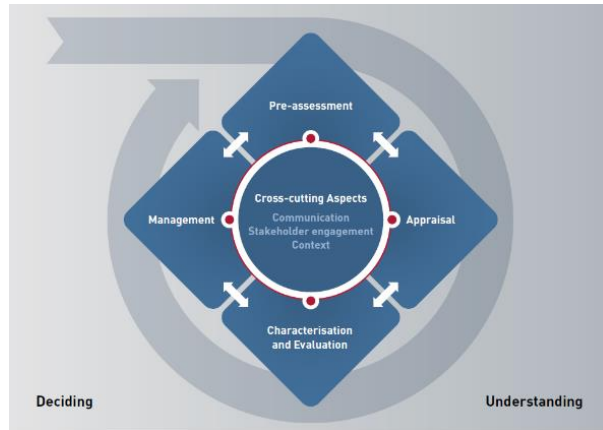 Pre-assessment
Cross-cutting Aspects
Communication
Stakeholder engagement
Context
Management
Appraisal
Characterisation
and Evaluation
Deciding
Understanding